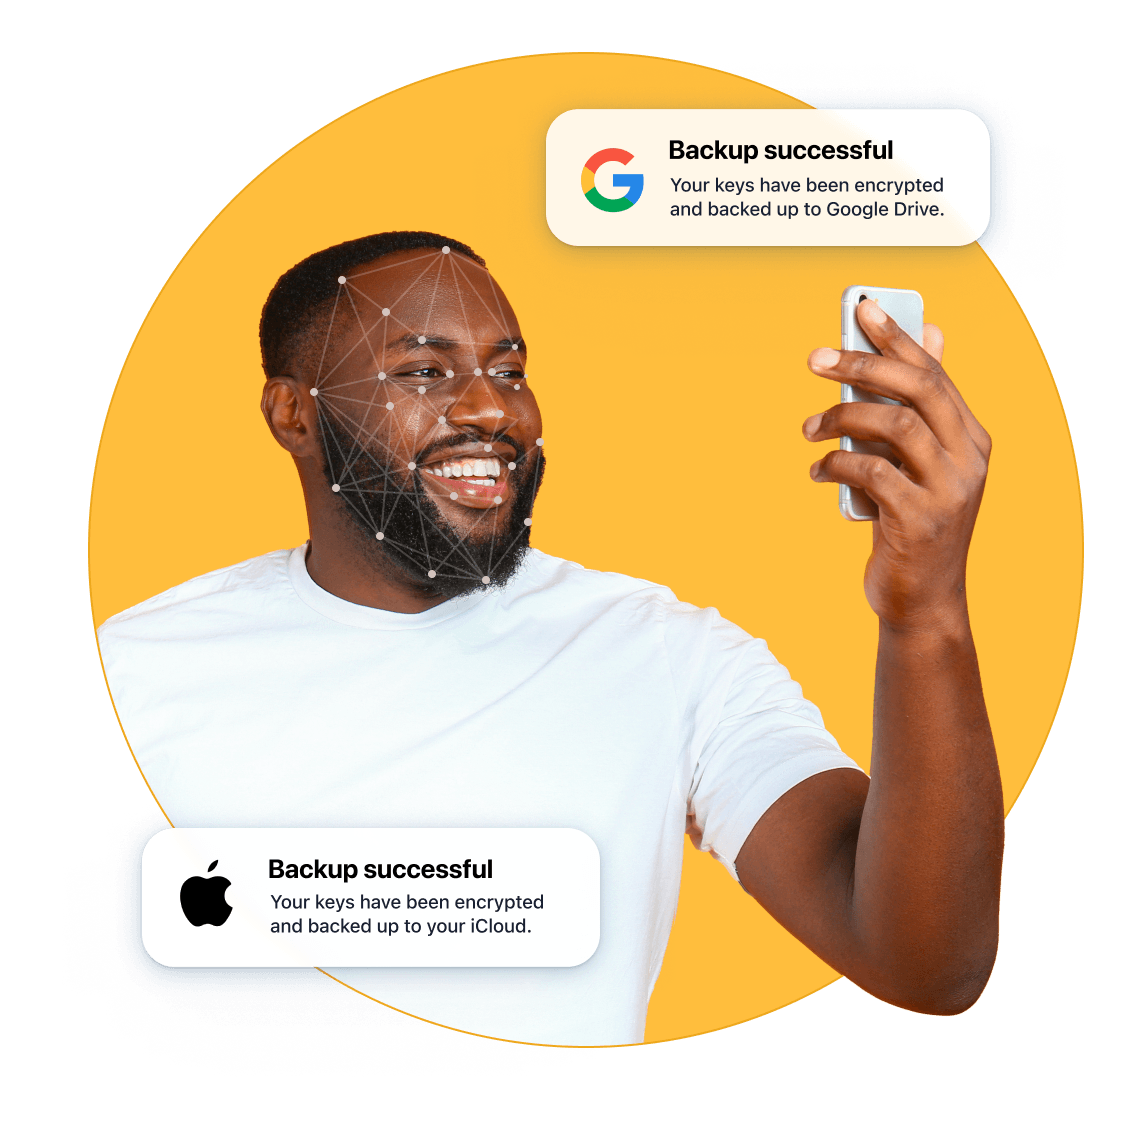 Backup successful
Your keys have been encrypted
and backed up to Google Drive.
Backup successful
Your keys have been encrypted
and backed up to your iCloud.